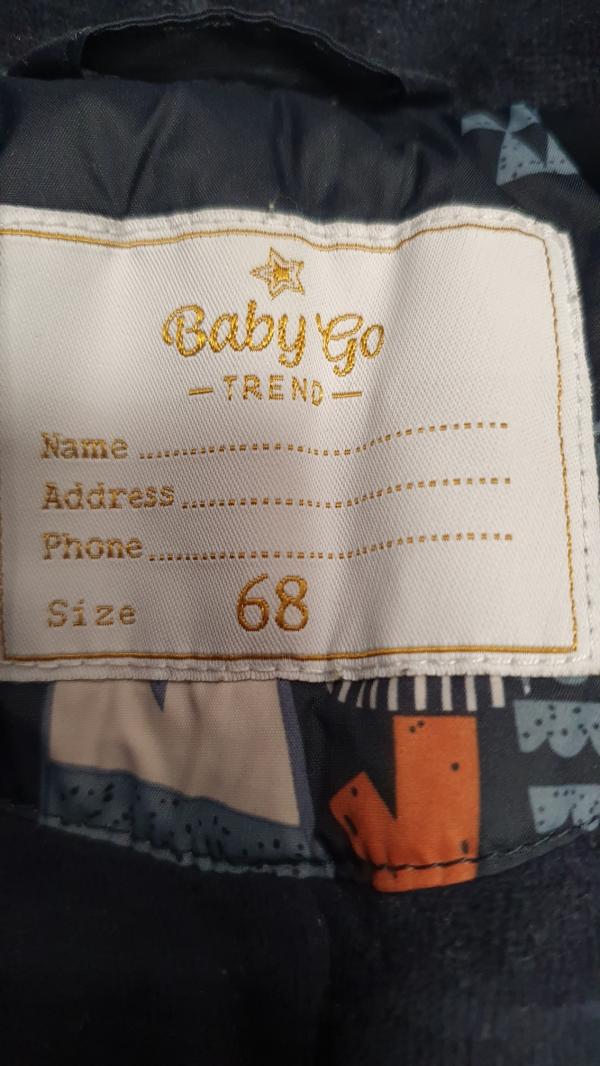 Baby Go
TREND
Name
Address
Phone
Size 68